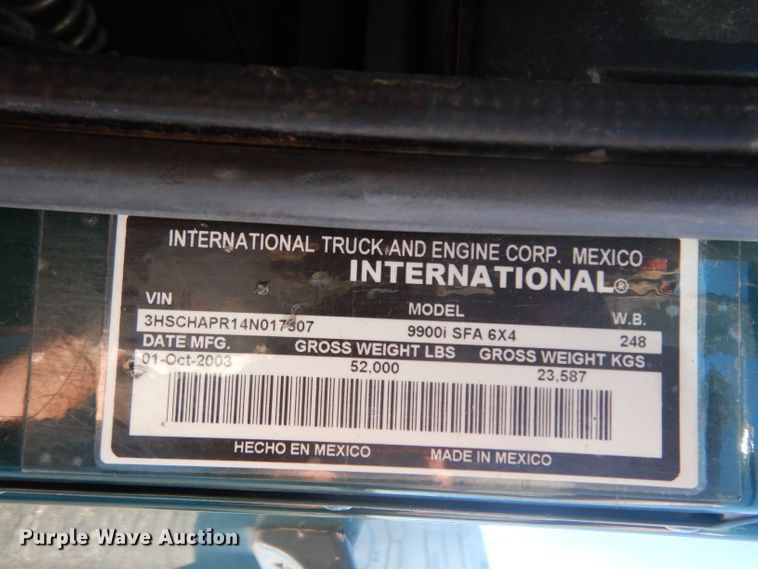 INTERNATIONAL TRUCK AND ENGINE CORP. MEXICO
INTERNATIONAL®
VIN MODEL W.B.
3HSCHAPR14N017507 9900i SFA 6X4 248
DATE MFG. GROSS WEIGHT LBS GROSS WEIGHT KGS
01-Oct-2003 52,000 23,587
HECHO EN MEXICO MADE IN MEXICO
Purple Wave Auction